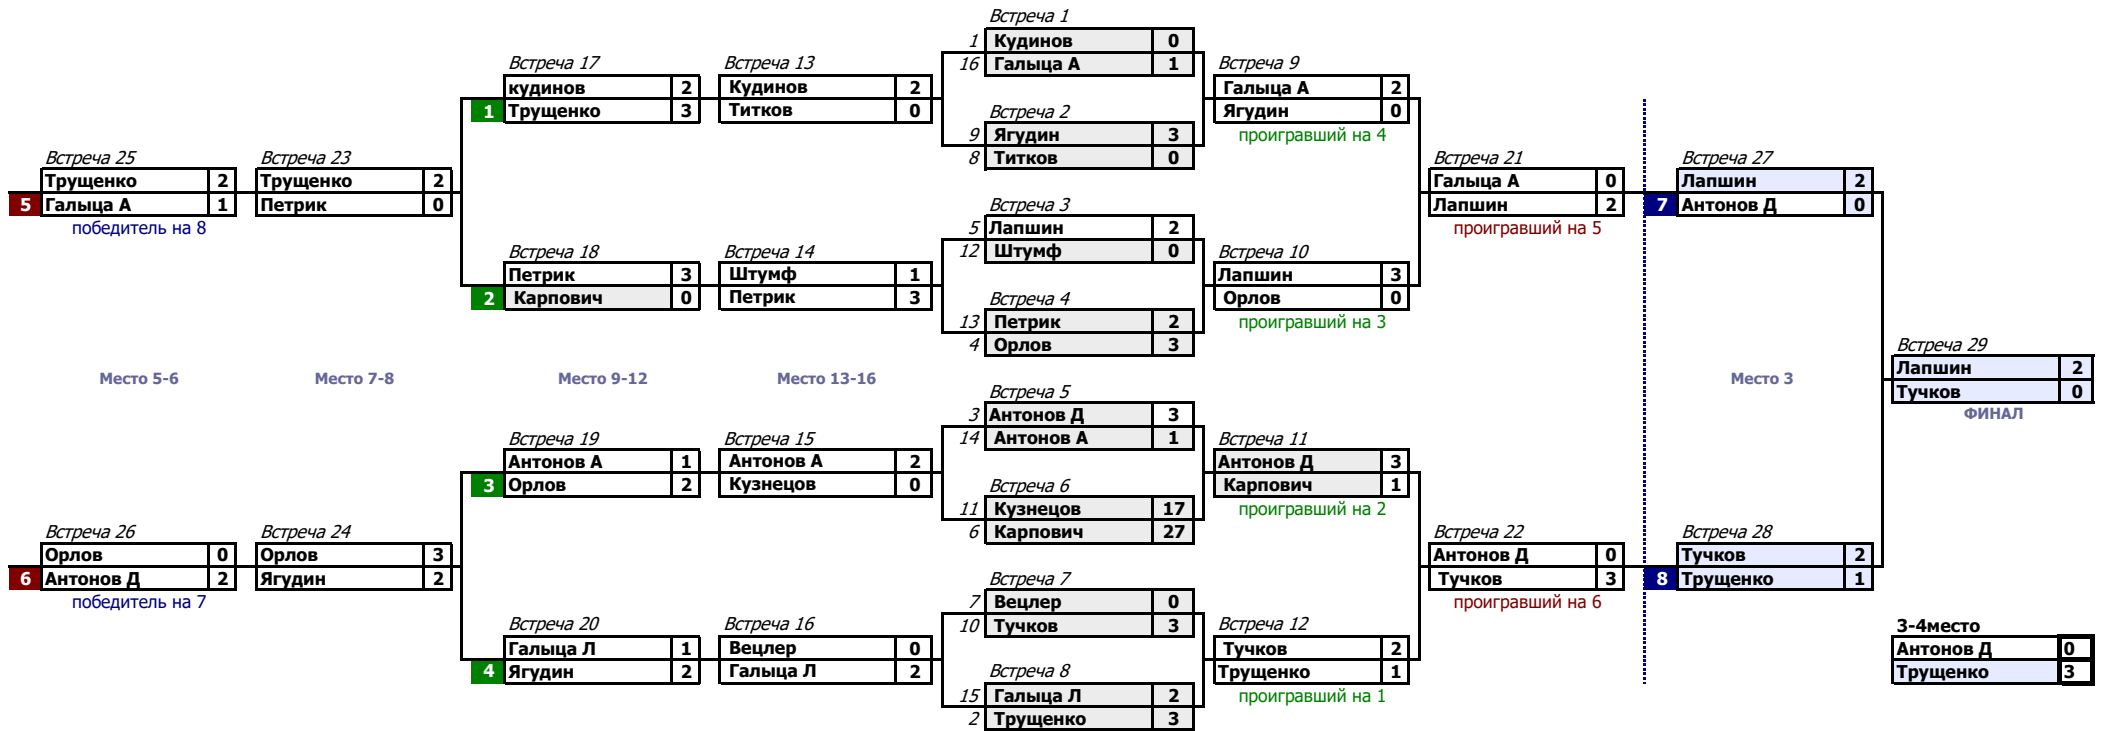 Встреча 1
1 Кудинов 0
16 Галыца А 1
Встреча 17 Встреча 13 Встреча 9
кудинов 2 Кудинов 2 Галыца А 2
1 Трущенко 3 Титков 0 Ягудин 0
Встреча 2
9 Ягудин 3 проигравший на 4
8 Титков 0
Встреча 25 Встреча 23 Встреча 21 Встреча 27
Трущенко 2 Трущенко 2 Галыца А 0 Лапшин 2
5 Галыца А 1 Петрик 0 Лапшин 2 7 Антонов Д 0
Встреча 3
победитель на 8 5 Лапшин 2 проигравший на 5
12 Штумф 0
Встреча 18 Встреча 14 Встреча 10
Петрик 3 Штумф 1 Лапшин 3
2 Карпович 0 Петрик 3 Орлов 0
Встреча 4
13 Петрик 2 проигравший на 3
4 Орлов 3
Встреча 29
Лапшин 2
Место 5-6 Место 7-8 Место 9-12 Место 13-16 Место 3
Тучков 0
Встреча 5
3 Антонов Д 3 ФИНАЛ
14 Антонов А 1
Встреча 19 Встреча 15 Встреча 11
Антонов А 1 Антонов А 2 Антонов Д 3
3 Орлов 2 Кузнецов 0 Карпович 1
Встреча 6
11 Кузнецов 17 проигравший на 2
6 Карпович 27
Встреча 26 Встреча 24 Встреча 22 Встреча 28
Орлов 0 Орлов 3 Антонов Д 0 Тучков 2
6 Антонов Д 2 Ягудин 2 Тучков 3 8 Трущенко 1
Встреча 7
победитель на 7 7 Вецлер 0 проигравший на 6
10 Тучков 3
Встреча 20 Встреча 16 Встреча 12 3-4место
Галыца Л 1 Вецлер 0 Тучков 2 Антонов Д 0
4 Ягудин 2 Галыца Л 2 Трущенко 1 Трущенко 3
Встреча 8
15 Галыца Л 2 проигравший на 1
2 Трущенко 3